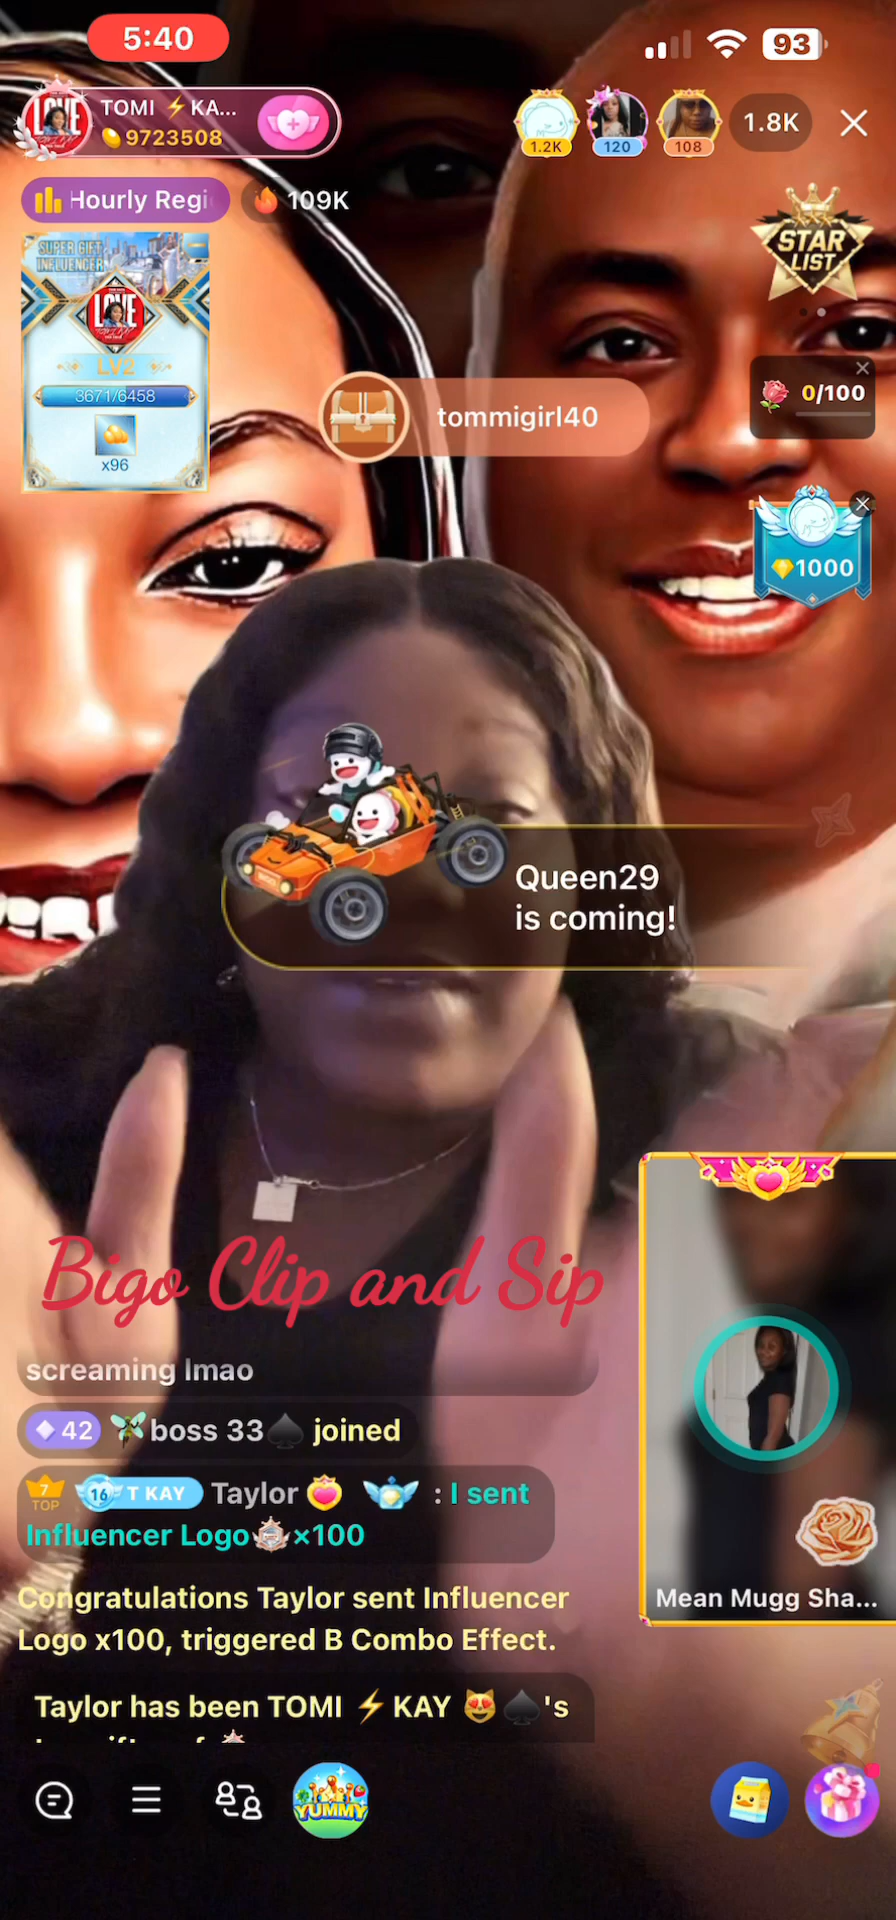 5:40
93
TOMI ⚡KA...
9723508
1.2K
120
108
1.8K
Hourly Regi
109K
STAR
LIST
SUPER GIFT
INFLUENCER
LOVE
LV2
3671/6458
x96
tommigirl40
0/100
1000
Queen29
is coming!
Bigo Clip and Sip
screaming lmao
42 boss 33♠ joined
7
TOP
16 T KAY Taylor : I sent
Influencer Logo ×100
Congratulations Taylor sent Influencer
Logo x100, triggered B Combo Effect.
Taylor has been TOMI ⚡KAY 😻♠'s
Mean Mugg Sha...
YUMMY